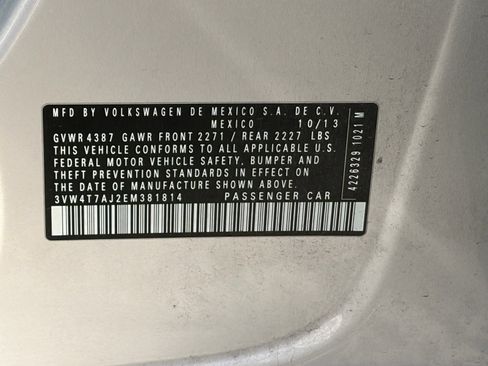 MFD BY VOLKSWAGEN DE MEXICO S.A. DE C.V.
MEXICO 10/13
GVWR 4387 GAWR FRONT 2271 / REAR 2227 LBS
THIS VEHICLE CONFORMS TO ALL APPLICABLE U.S.
FEDERAL MOTOR VEHICLE SAFETY, BUMPER AND
THEFT PREVENTION STANDARDS IN EFFECT ON
THE DATE OF MANUFACTURE SHOWN ABOVE.
3VW4T7AJ2EM381814 PASSENGER CAR
4226329 1021 M